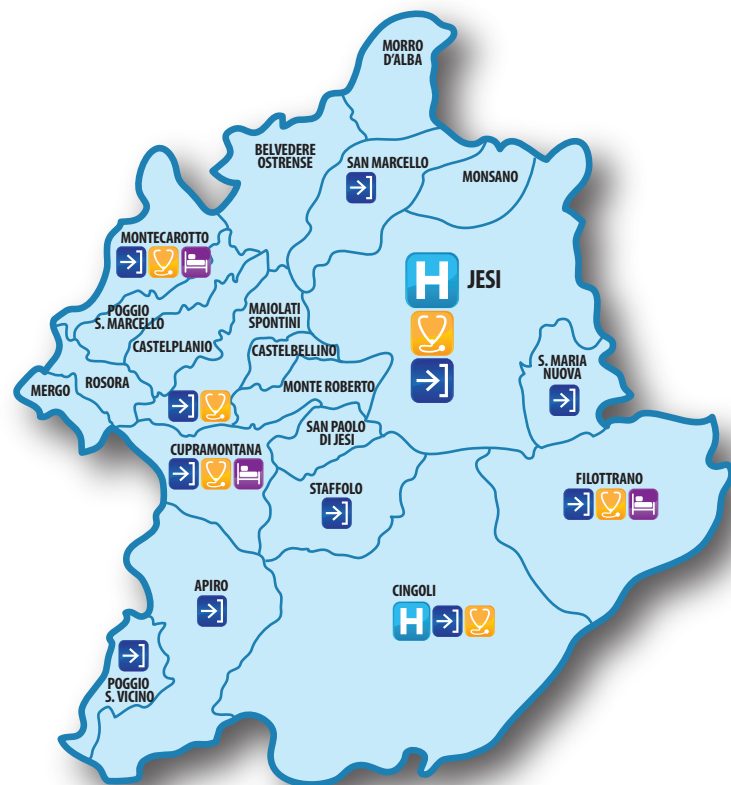 MORRO
D'ALBA
BELVEDERE
OSTRENSE
SAN MARCELLO
MONSANO
MONTECAROTTO
H
JESI
POGGIO
S. MARCELLO
MAIOLATI
SPONTINI
CASTELPLANIO
CASTELBELLINO
S. MARIA
NUOVA
MERGO
ROSORA
MONTE ROBERTO
SAN PAOLO
DI JESI
CUPRAMONTANA
STAFFOLO
FILOTTRANO
APIRO
CINGOLI
H
POGGIO
S. VICINO